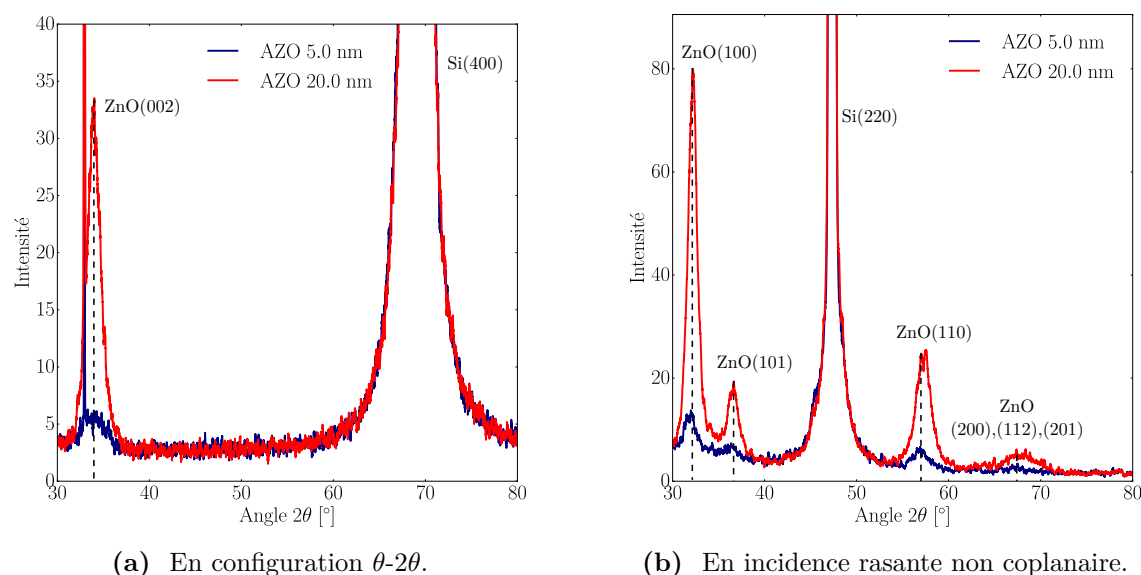 40
35
30
25
20
15
10
5
0
30
40
50
60
70
80
Intensité
Angle 2θ [°]
AZO 5.0 nm
AZO 20.0 nm
ZnO(002)
Si(400)
(a) En configuration θ-2θ.
80
60
40
20
0
30
40
50
60
70
80
Intensité
Angle 2θ [°]
AZO 5.0 nm
AZO 20.0 nm
ZnO(100)
Si(220)
ZnO(101)
ZnO(110)
ZnO
(200),(112),(201)
(b) En incidence rasante non coplanaire.